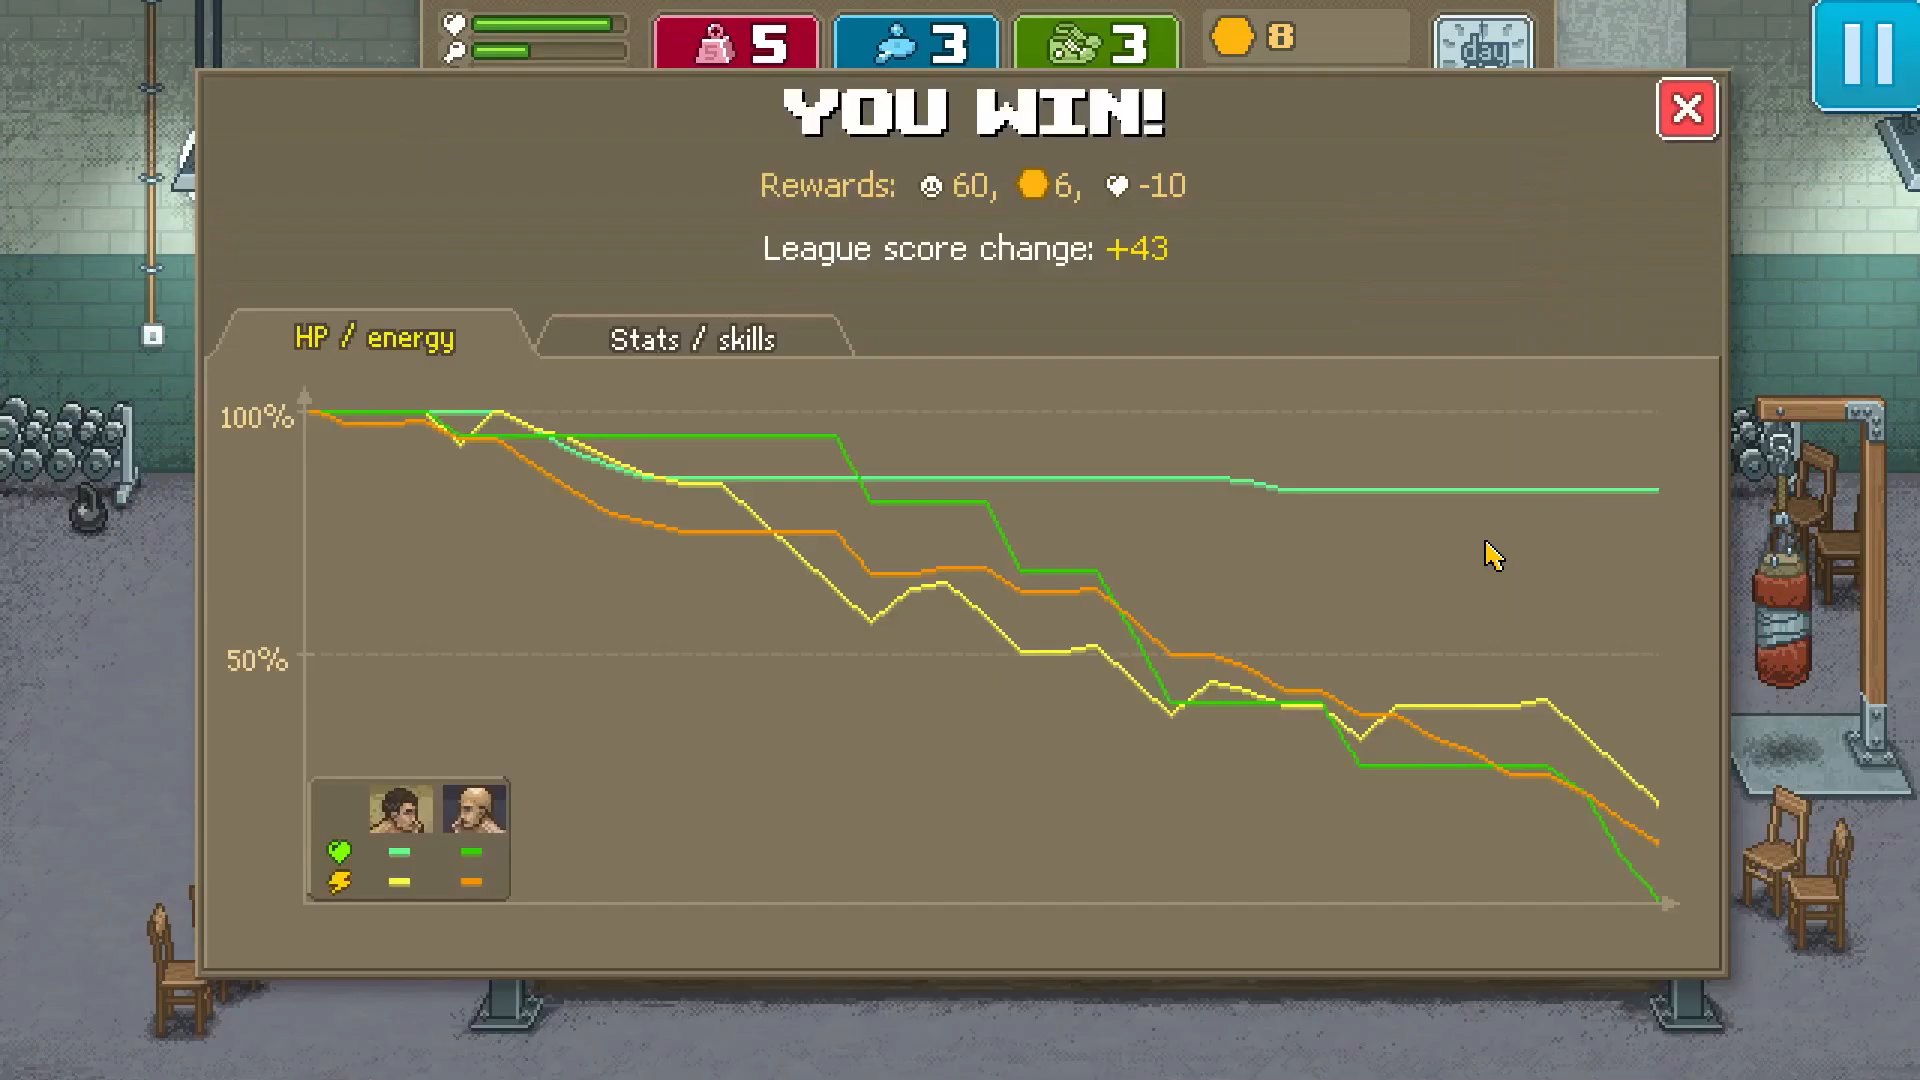 5 3 3 8 day
YOU WIN!
Rewards: 60, 6, -10
League score change: +43
HP / energy Stats / skills
100%
50%